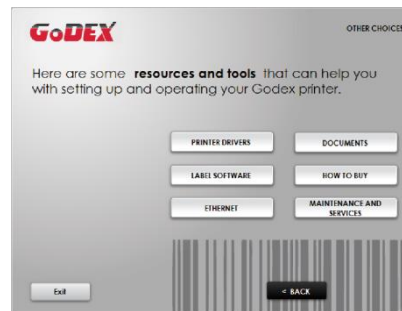 GoDEX
OTHER CHOICES
Here are some resources and tools that can help you
with setting up and operating your Godex printer.
PRINTER DRIVERS
DOCUMENTS
LABEL SOFTWARE
HOW TO BUY
ETHERNET
MAINTENANCE AND
SERVICES
Exit
< BACK